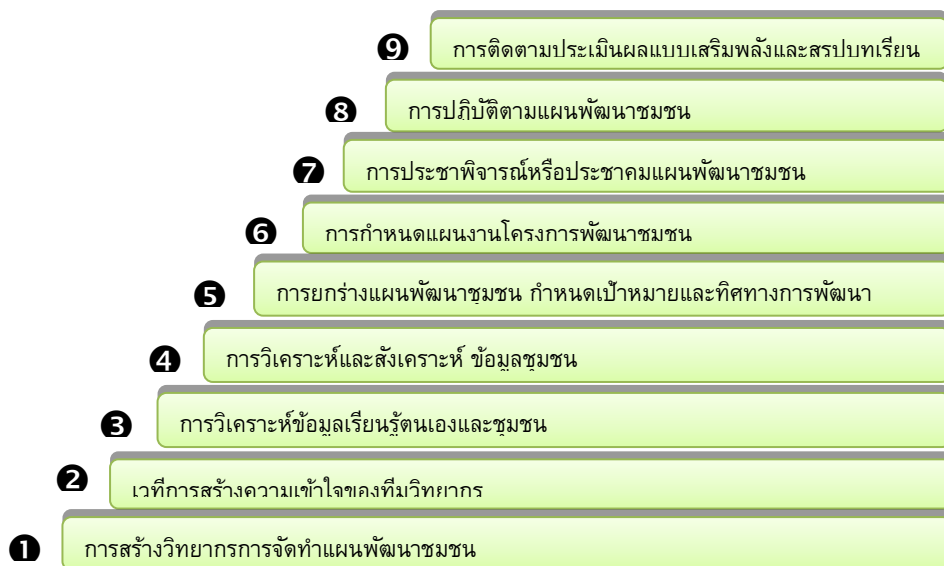 ❾ การติดตามประเมินผลแบบเสริมพลังและสรุปบทเรียน
❽ การปฏิบัติตามแผนพัฒนาชุมชน
❼ การประชาพิจารณ์หรือประชาคมแผนพัฒนาชุมชน
❻ การกำหนดแผนงานโครงการพัฒนาชุมชน
❺ การยกร่างแผนพัฒนาชุมชน กำหนดเป้าหมายและทิศทางการพัฒนา
❹ การวิเคราะห์และสังเคราะห์ ข้อมูลชุมชน
❸ การวิเคราะห์ข้อมูลเรียนรู้ตนเองและชุมชน
❷ เวทีการสร้างความเข้าใจของทีมวิทยากร
❶ การสร้างวิทยากรการจัดทำแผนพัฒนาชุมชน